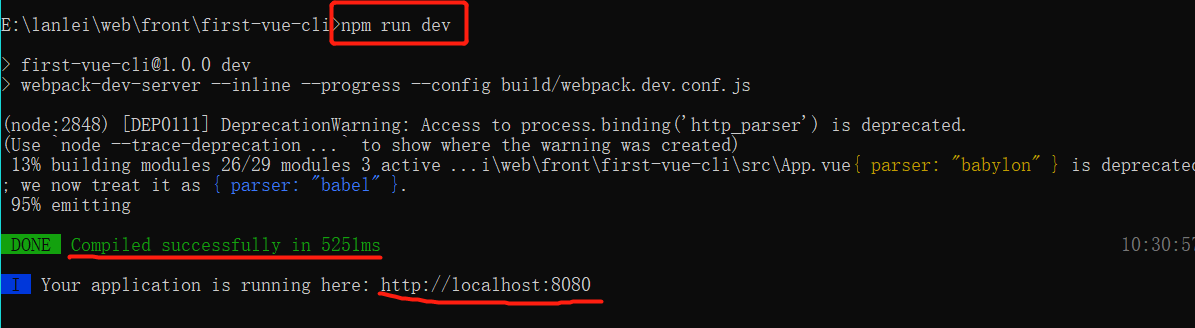 E:\lanlei\web\front\first-vue-cli>npm run dev
> first-vue-cli@1.0.0 dev
> webpack-dev-server --inline --progress --config build/webpack.dev.conf.js
(node:2848) [DEP0111] DeprecationWarning: Access to process.binding('http_parser') is deprecated.
(Use `node --trace-deprecation ...` to show where the warning was created)
13% building modules 26/29 modules 3 active ...i\web\front\first-vue-cli\src\App.vue{ parser: "babylon" } is deprecated
; we now treat it as { parser: "babel" }.
95% emitting
DONE Compiled successfully in 5251ms 10:30:57
I Your application is running here: http://localhost:8080